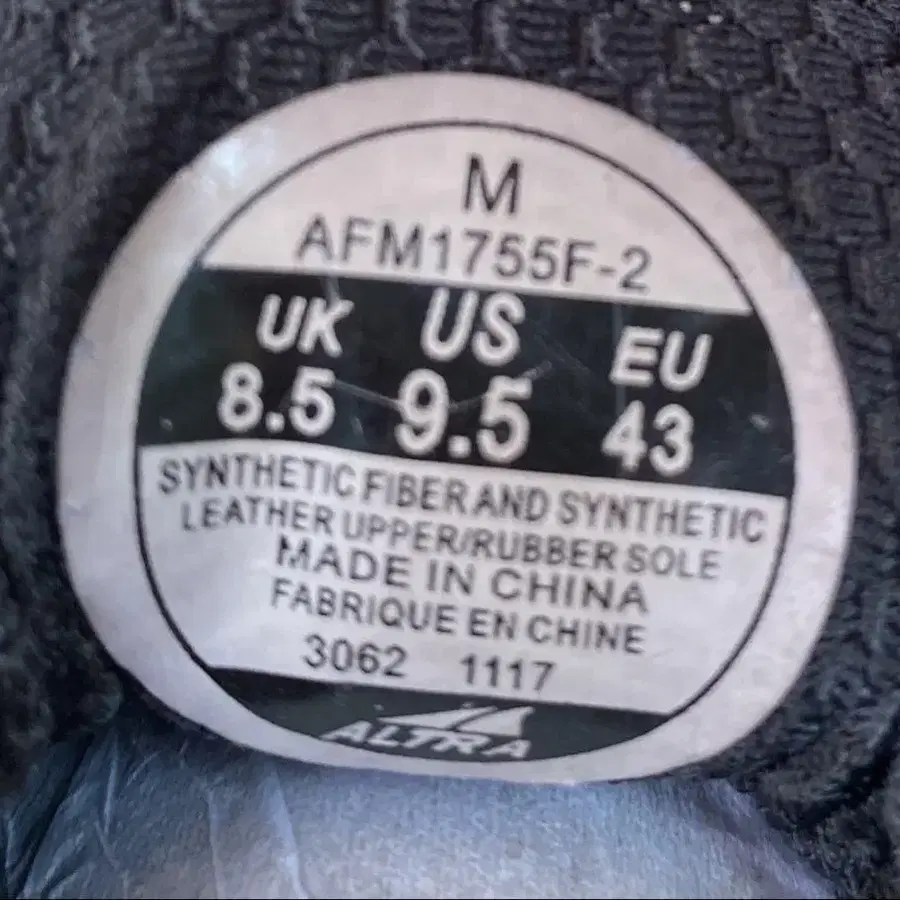 M
AFM1755F-2
UK US EU
8.5 9.5 43
SYNTHETIC FIBER AND SYNTHETIC
LEATHER UPPER/RUBBER SOLE
MADE IN CHINA
FABRIQUE EN CHINE
3062 1117
ALTRA